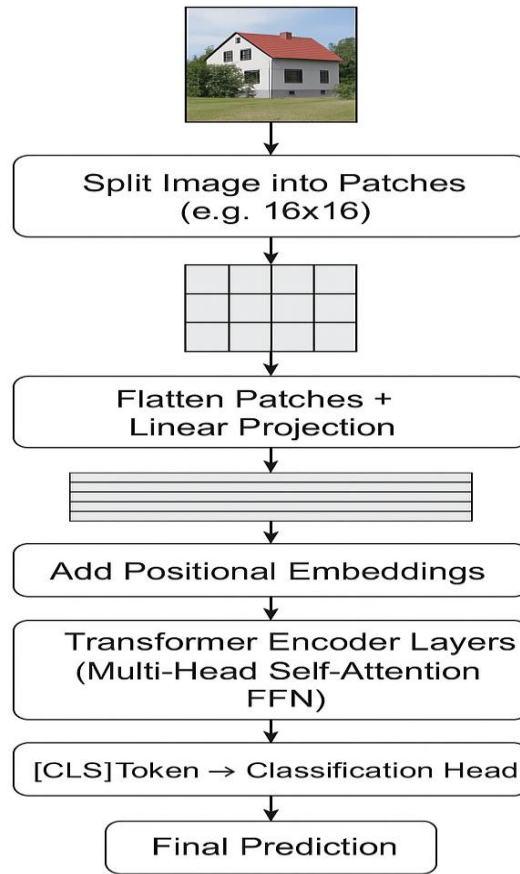 Split Image into Patches
(e.g. 16x16)
Flatten Patches +
Linear Projection
Add Positional Embeddings
Transformer Encoder Layers
(Multi-Head Self-Attention
FFN)
[CLS]Token → Classification Head
Final Prediction